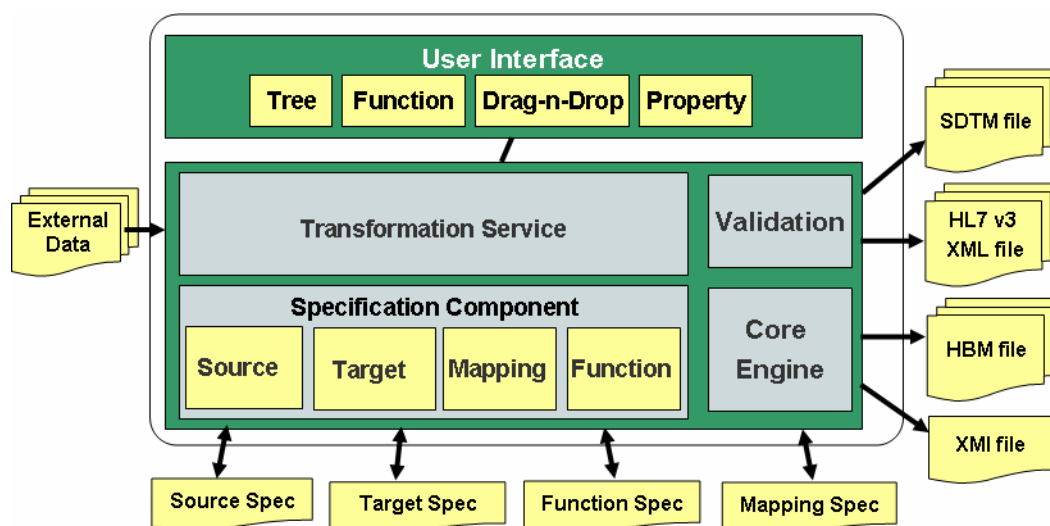 User Interface
Tree
Function
Drag-n-Drop
Property
External
Data
Transformation Service
Validation
Specification Component
Source
Target
Mapping
Function
Core
Engine
SDTM file
HL7 v3
XML file
HBM file
XMI file
Source Spec
Target Spec
Function Spec
Mapping Spec